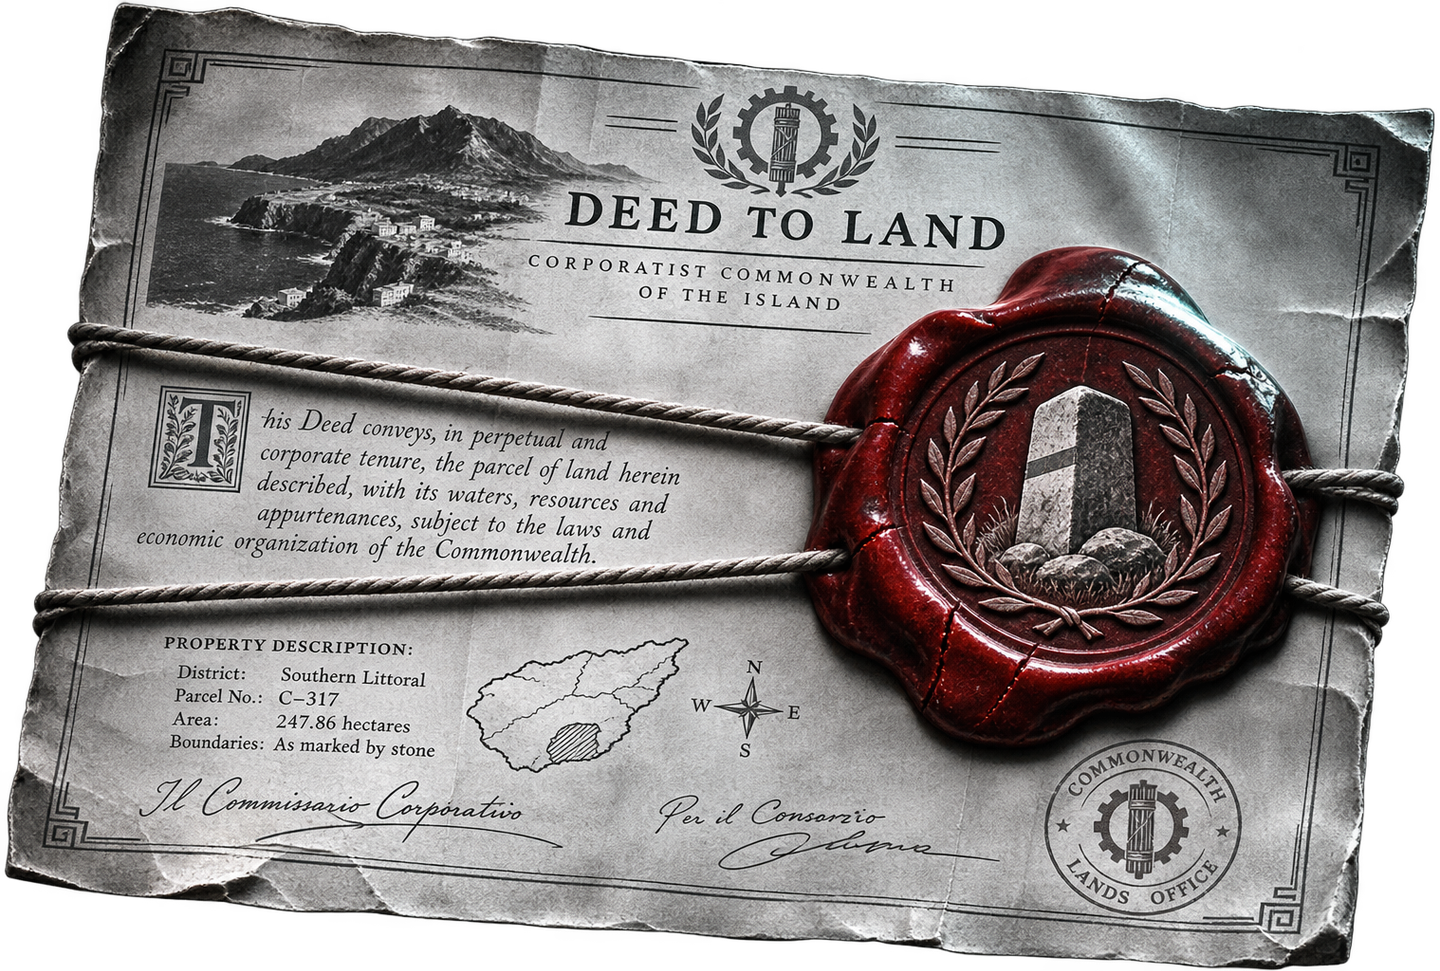 DEED TO LAND
CORPORATIST COMMONWEALTH
OF THE ISLAND
This Deed conveys, in perpetual and
corporate tenure, the parcel of land herein
described, with its waters, resources and
appurtenances, subject to the laws and
economic organization of the Commonwealth.
PROPERTY DESCRIPTION:
District: Southern Littoral
Parcel No.: C–317
Area: 247.86 hectares
Boundaries: As marked by stone
N
W E
S
Il Commissario Corporativo
Per il Consorzio
COMMONWEALTH
LANDS OFFICE